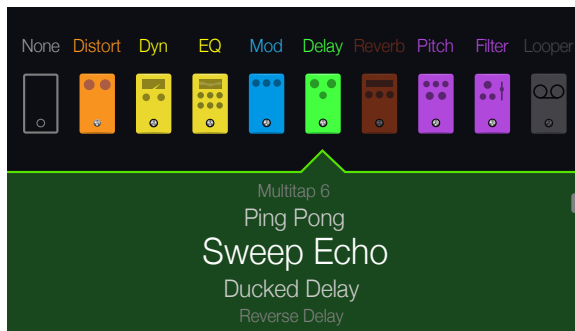 None Distort Dyn EQ Mod Delay Reverb Pitch Filter Looper
Multitap 6
Ping Pong
Sweep Echo
Ducked Delay
Reverse Delay